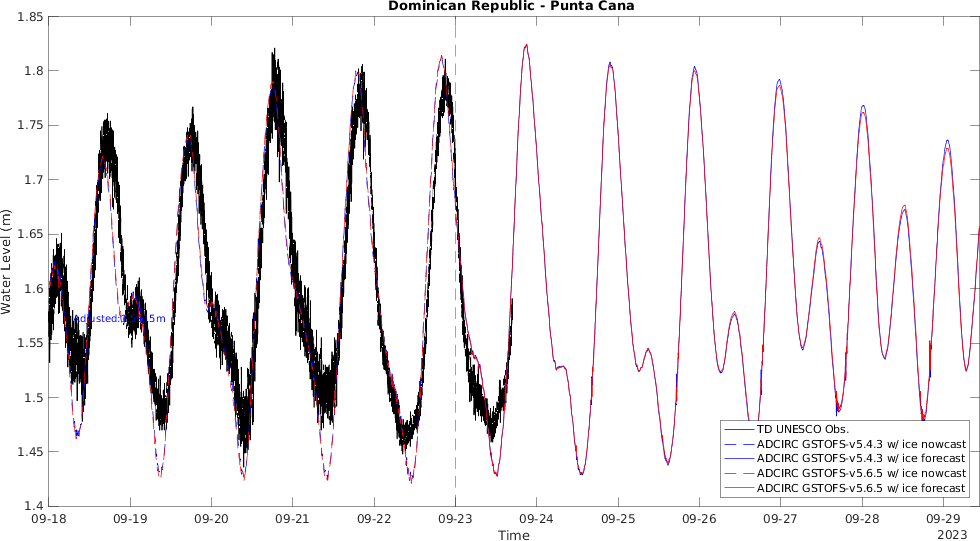 Dominican Republic - Punta Cana
Water Level (m)
1.85
1.8
1.75
1.7
1.65
1.6
1.55
1.5
1.45
1.4
TD UNESCO Obs.
ADCIRC GSTOFS-v5.4.3 w/ ice nowcast
ADCIRC GSTOFS-v5.4.3 w/ ice forecast
ADCIRC GSTOFS-v5.6.5 w/ ice nowcast
ADCIRC GSTOFS-v5.6.5 w/ ice forecast
09-18 09-19 09-20 09-21 09-22 09-23 09-24 09-25 09-26 09-27 09-28 09-29
Time
2023